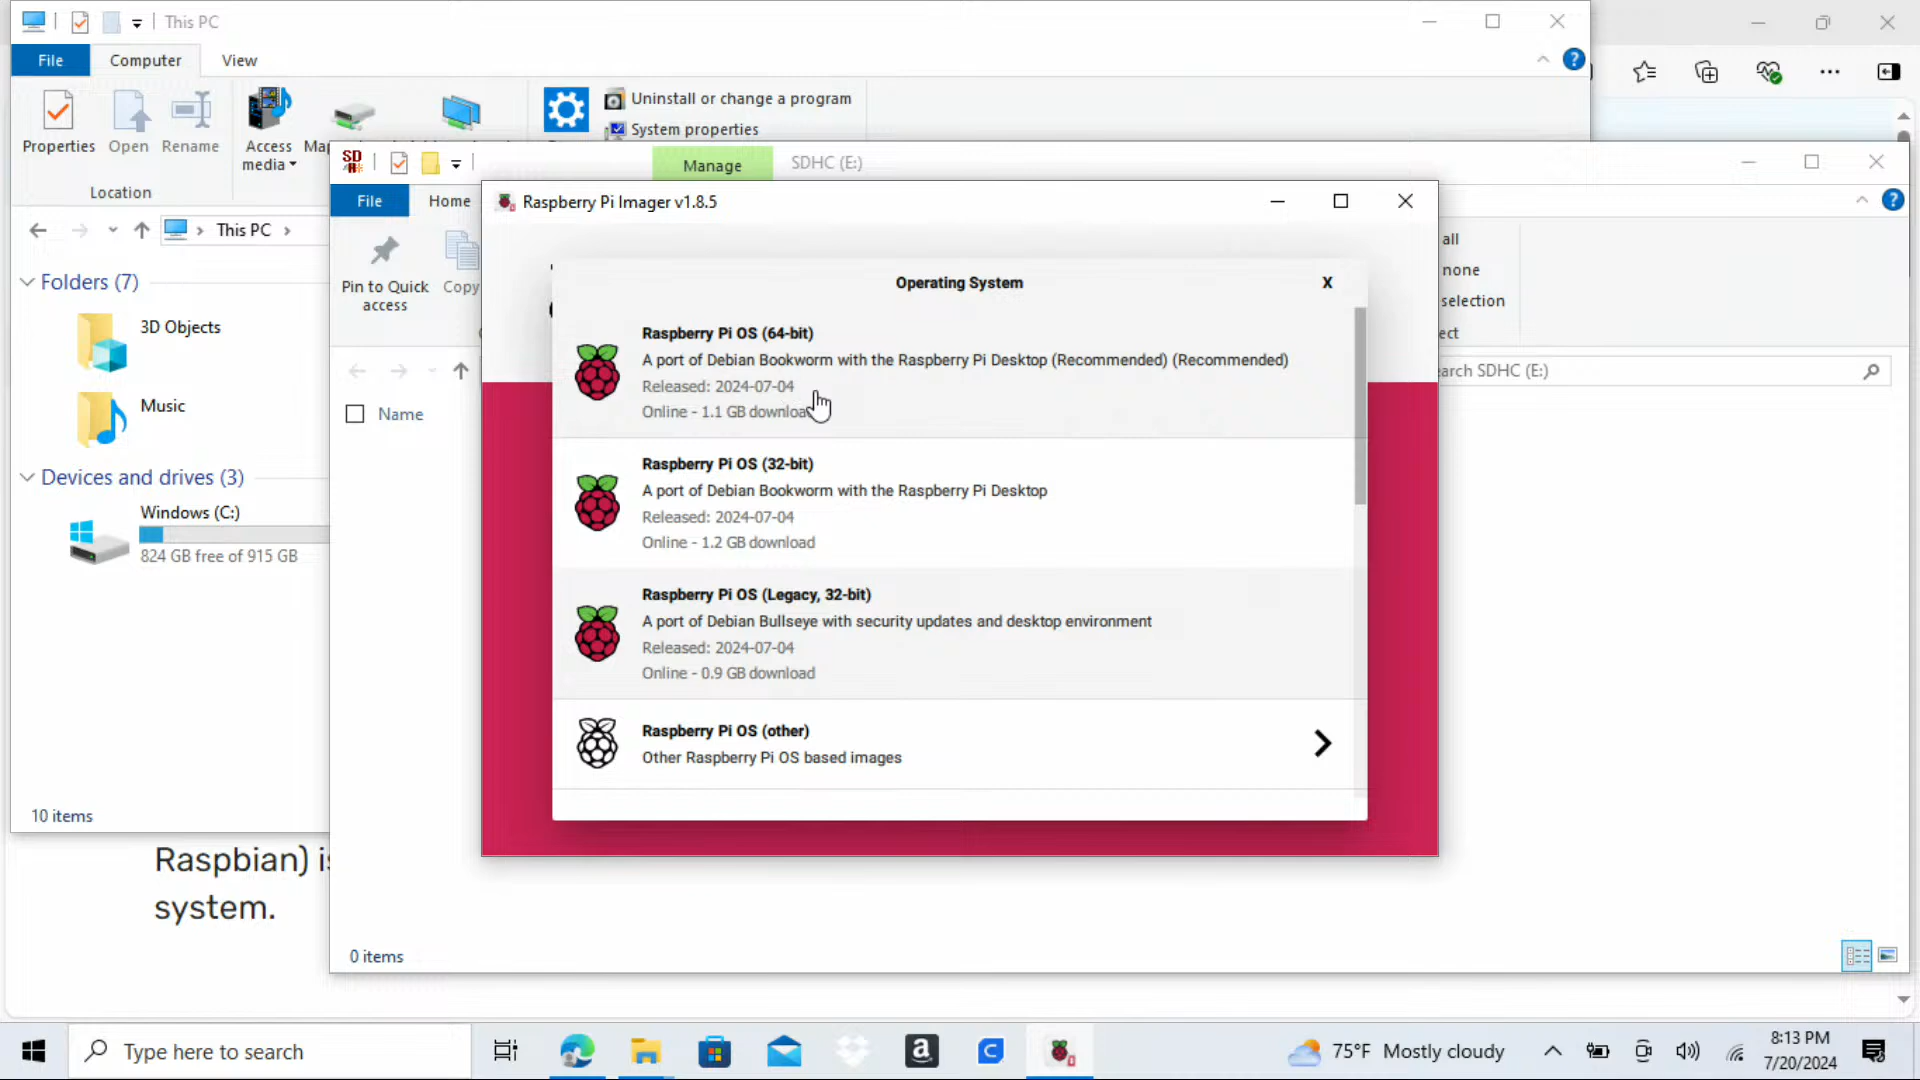 This PC
File
Computer
View
Uninstall or change a program
System properties
Properties
Open
Rename
Access
media
Location
SD
Manage
SDHC (E:)
File
Home
Raspberry Pi Imager v1.8.5
This PC
all
none
selection
Pin to Quick
access
Copy
Folders (7)
3D Objects
Music
Name
SDHC (E:)
Operating System
X
Raspberry Pi OS (64-bit)
A port of Debian Bookworm with the Raspberry Pi Desktop (Recommended) (Recommended)
Released: 2024-07-04
Online - 1.1 GB download
Raspberry Pi OS (32-bit)
A port of Debian Bookworm with the Raspberry Pi Desktop
Released: 2024-07-04
Online - 1.2 GB download
Raspberry Pi OS (Legacy, 32-bit)
A port of Debian Bullseye with security updates and desktop environment
Released: 2024-07-04
Online - 0.9 GB download
Raspberry Pi OS (other)
Other Raspberry Pi OS based images
Devices and drives (3)
Windows (C:)
824 GB free of 915 GB
10 items
Raspbian)
system.
0 items
Type here to search
75°F Mostly cloudy
8:13 PM
7/20/2024